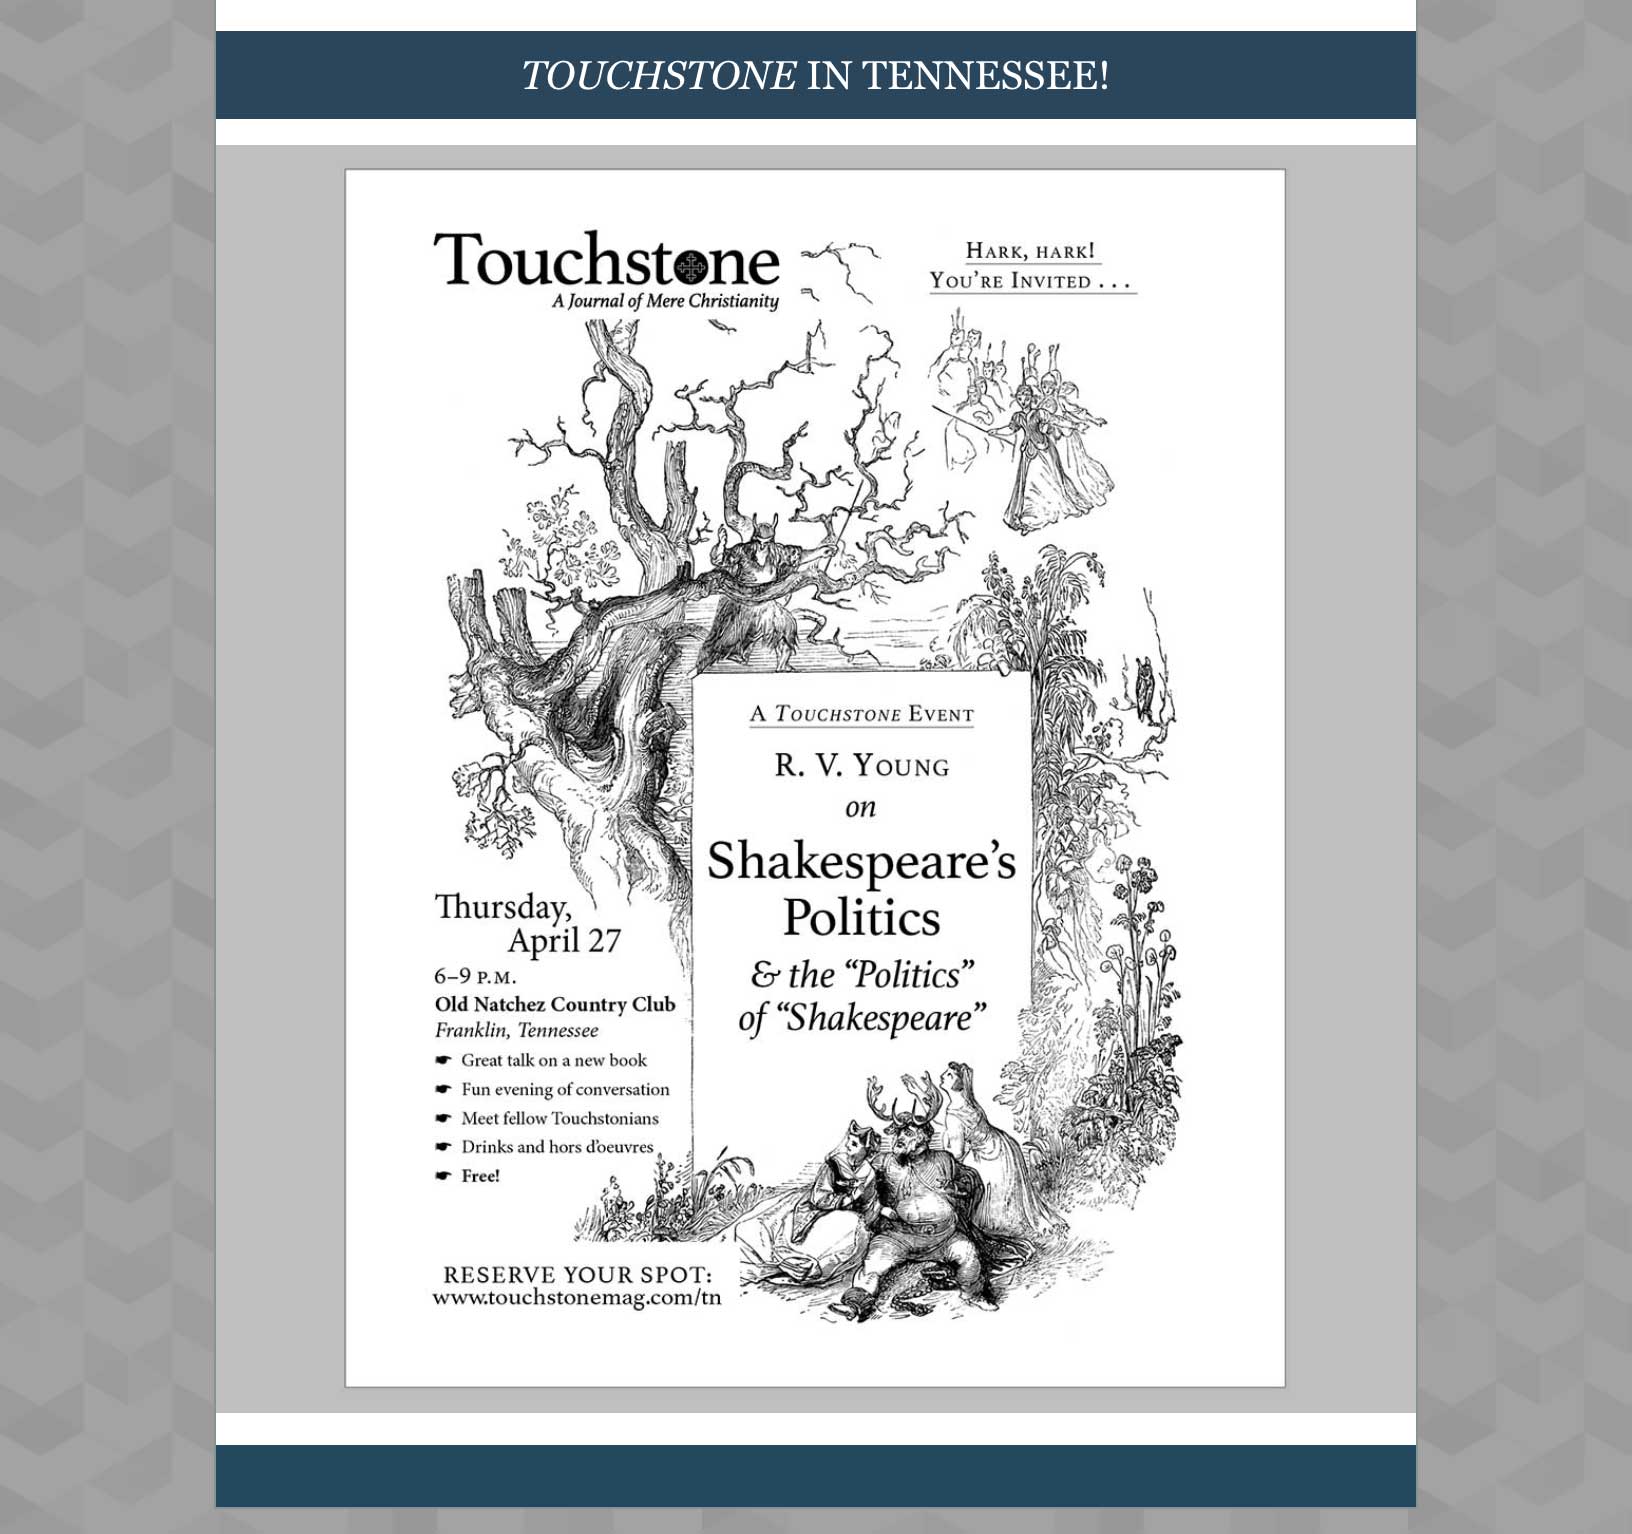 TOUCHSTONE IN TENNESSEE!
Touchstone
A Journal of Mere Christianity
HARK, HARK!
YOU'RE INVITED . . .
A TOUCHSTONE EVENT
R. V. YOUNG
on
Shakespeare's
Politics
& the “Politics”
of “Shakespeare”
Thursday,
April 27
6–9 P.M.
Old Natchez Country Club
Franklin, Tennessee
☛ Great talk on a new book
☛ Fun evening of conversation
☛ Meet fellow Touchstonians
☛ Drinks and hors d'oeuvres
☛ Free!
RESERVE YOUR SPOT:
www.touchstonemag.com/tn